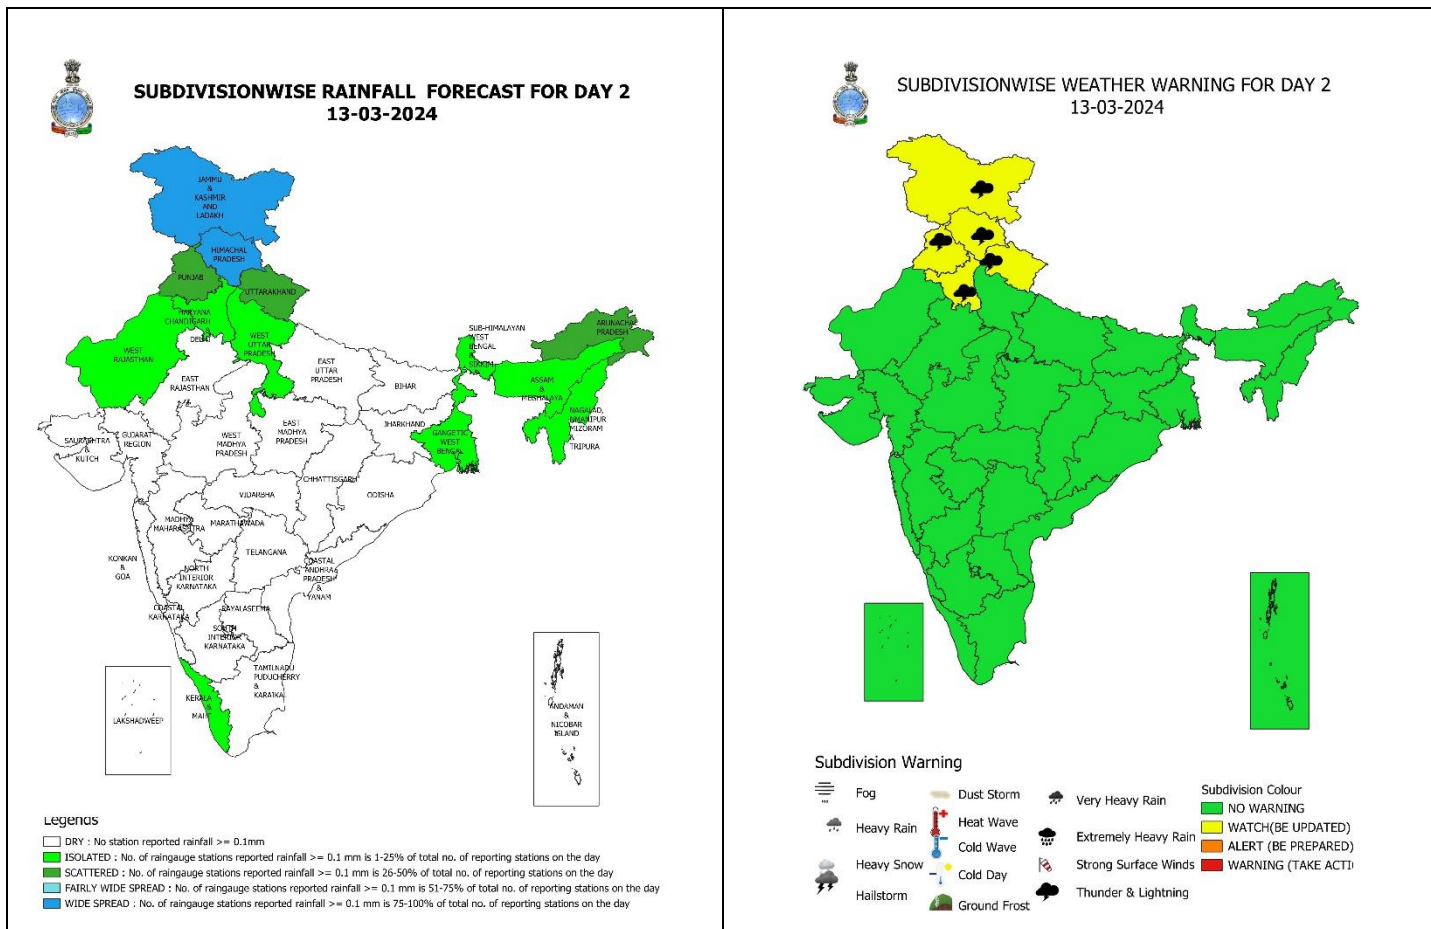 SUBDIVISIONWISE RAINFALL FORECAST FOR DAY 2
13-03-2024
JAMMU
&
KASHMIR
AND
LADAKH
HIMACHAL
PRADESH
PUNJAB
UTTARAKHAND
HARYANA
CHANDIGARH
DELHI
WEST
RAJASTHAN
WEST
UTTAR
PRADESH
EAST
RAJASTHAN
EAST
UTTAR
PRADESH
BIHAR
SUB-HIMALAYAN
WEST
BENGAL
&
SIKKIM
ARUNACHAL
PRADESH
ASSAM
&
MEGHALAYA
NAGALAD,
MANIPUR
MIZORAM
&
TRIPURA
JHARKHAND
GANGETIC
WEST
BENGAL
SAURASHTRA
&
KUTCH
GUJARAT
REGION
WEST
MADHYA
PRADESH
EAST
MADHYA
PRADESH
CHHATTISGARH
ODISHA
VIDARBHA
MADHYA
MAHARASHTRA
MARATHAWADA
TELANGANA
KONKAN
&
GOA
NORTH
INTERIOR
KARNATAKA
COASTAL
ANDHRA
PRADESH
&
YANAM
COASTAL
KARNATAKA
RAYALASEEMA
SOUTH
INTERIOR
KARNATAKA
TAMILNADU
PUDUCHERRY
&
KARAIKAL
KERALA
&
MAHE
LAKSHADWEEP
ANDAMAN
&
NICOBAR
ISLAND
Legends
DRY : No station reported rainfall >= 0.1mm
ISOLATED : No. of raingauge stations reported rainfall >= 0.1 mm is 1-25% of total no. of reporting stations on the day
SCATTERED : No. of raingauge stations reported rainfall >= 0.1 mm is 26-50% of total no. of reporting stations on the day
FAIRLY WIDE SPREAD : No. of raingauge stations reported rainfall >= 0.1 mm is 51-75% of total no. of reporting stations on the day
WIDE SPREAD : No. of raingauge stations reported rainfall >= 0.1 mm is 75-100% of total no. of reporting stations on the day
SUBDIVISIONWISE WEATHER WARNING FOR DAY 2
13-03-2024
Subdivision Warning
Fog
Heavy Rain
Heavy Snow
Hailstorm
Dust Storm
Heat Wave
Cold Wave
Cold Day
Ground Frost
Very Heavy Rain
Extremely Heavy Rain
Strong Surface Winds
Thunder & Lightning
Subdivision Colour
NO WARNING
WATCH(BE UPDATED)
ALERT (BE PREPARED)
WARNING (TAKE ACTI